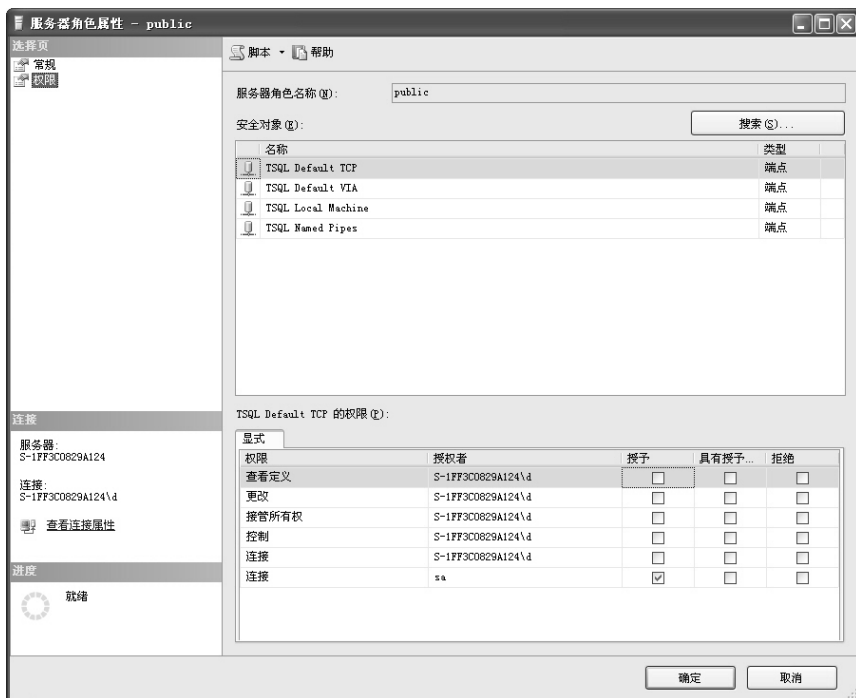 服务器角色属性 - public
选择页
常规
权限
脚本 帮助
服务器角色名称(N): public
安全对象(E): 搜索(S)...
名称 类型
TSQL Default TCP 端点
TSQL Default VIA 端点
TSQL Local Machine 端点
TSQL Named Pipes 端点
TSQL Default TCP 的权限(P):
显式
权限 授权者 授予 具有授予... 拒绝
查看定义 S-1FF3C0829A124\d
更改 S-1FF3C0829A124\d
接管所有权 S-1FF3C0829A124\d
控制 S-1FF3C0829A124\d
连接 S-1FF3C0829A124\d
连接 sa
连接
服务器:
S-1FF3C0829A124
连接:
S-1FF3C0829A124\d
查看连接属性
进度
就绪
确定 取消